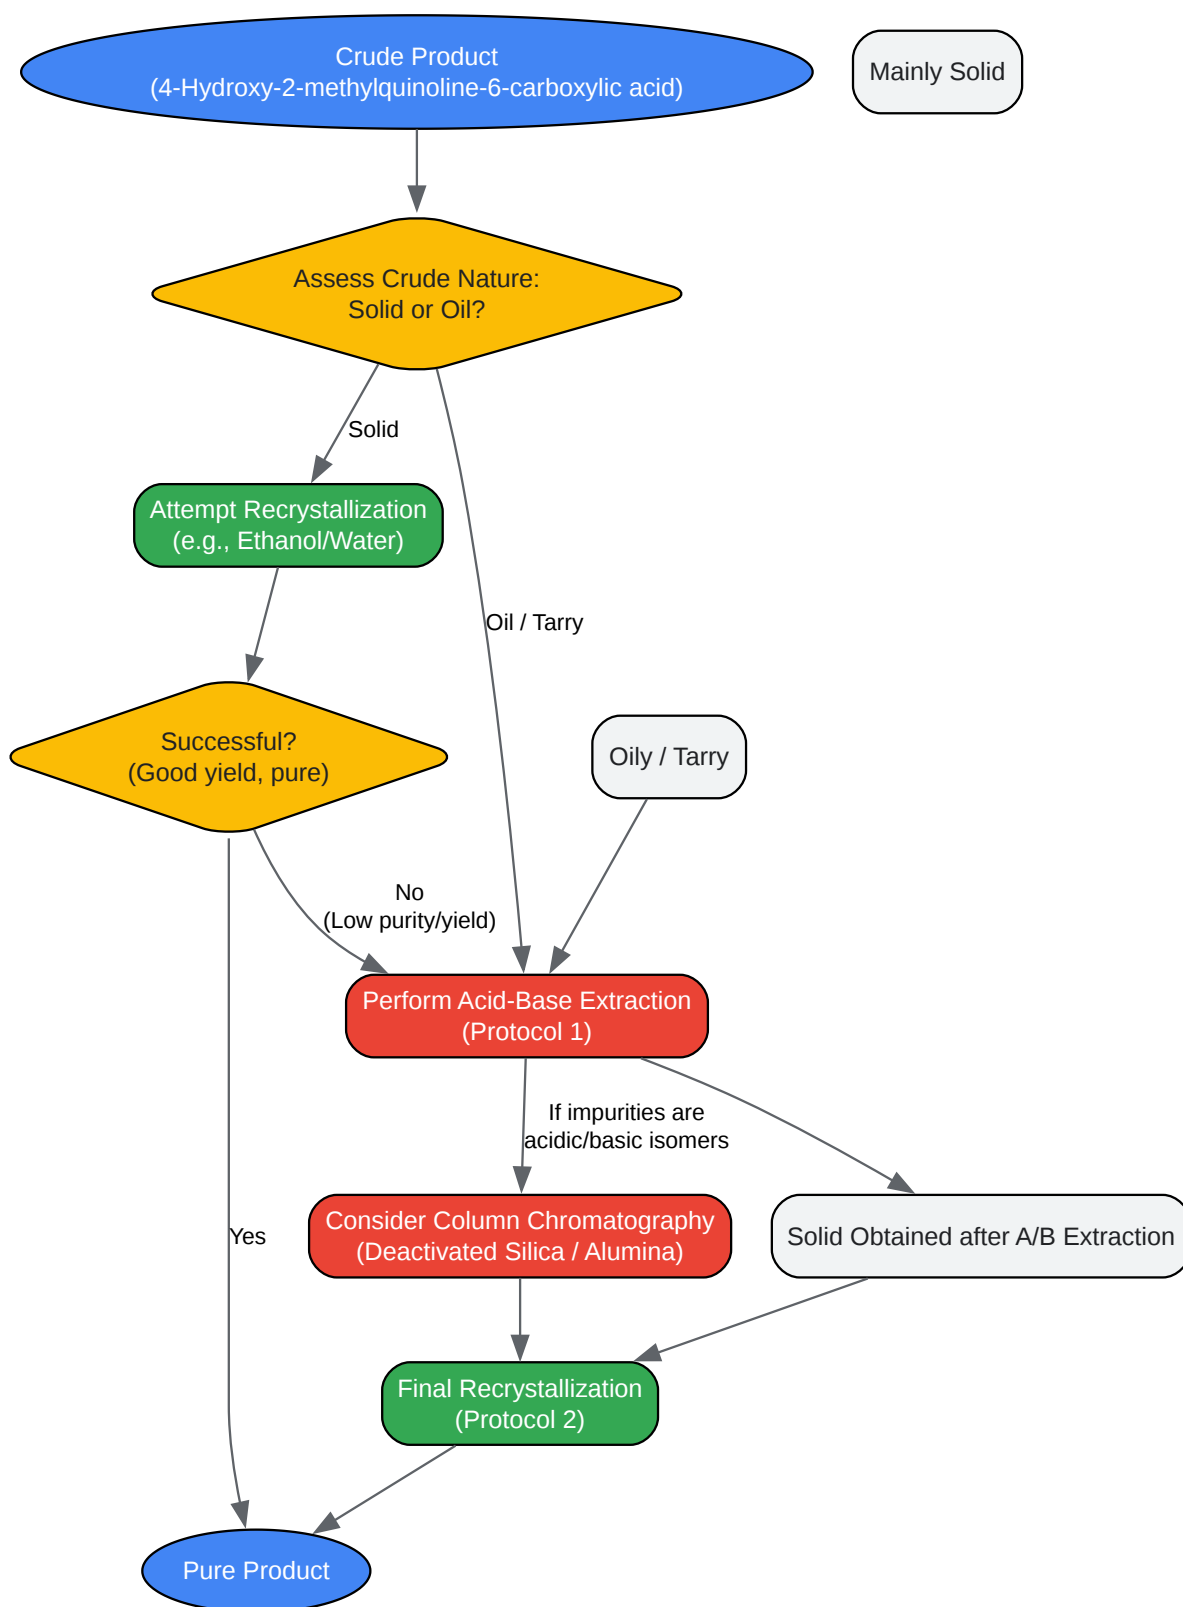 Crude Product
(4-Hydroxy-2-methylquinoline-6-carboxylic acid)
Mainly Solid
Assess Crude Nature:
Solid or Oil?
Solid
Attempt Recrystallization
(e.g., Ethanol/Water)
Oil / Tarry
Successful?
(Good yield, pure)
Oily / Tarry
No
(Low purity/yield)
Perform Acid-Base Extraction
(Protocol 1)
If impurities are
acidic/basic isomers
Consider Column Chromatography
(Deactivated Silica / Alumina)
Solid Obtained after A/B Extraction
Yes
Final Recrystallization
(Protocol 2)
Pure Product